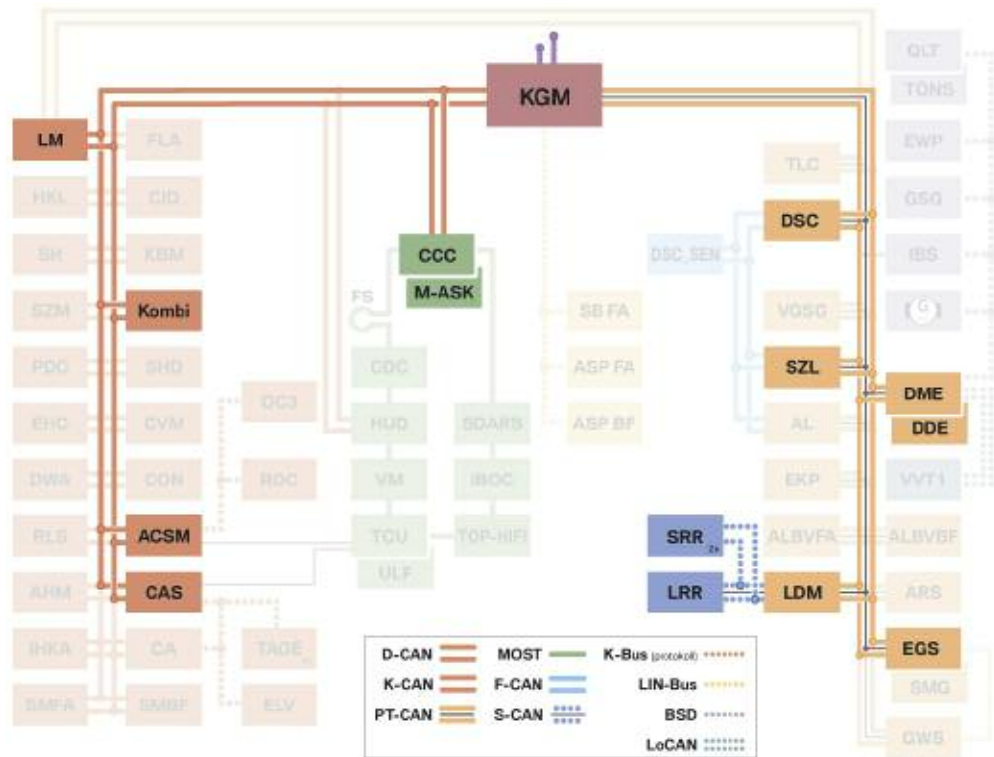 QLT
KGM
TONS
LM
FLA
EWP
TLC
HKL
CID
GSG
DSC
SH
KBM
CCC
DSC_SEN
IBS
M-ASK
FS
SZM
Kombi
SB FA
VGSG
G
PDC
SHD
CDC
ASP FA
SZL
DC3
DME
EHC
CVM
HUD
SDARS
ASP BF
AL
DDE
DWA
CON
RDC
VM
IBOC
EKP
VVT1
RLS
ACSM
TCU
TOP-HIFI
SRR
2x
ALBVFA
ALBVBF
ULF
AHM
CAS
LRR
LDM
ARS
IHKA
CA
TAGE
EGS
SMG
SMFA
SMBF
ELV
GWS
D-CAN
MOST
K-Bus (protokoll)
K-CAN
F-CAN
LIN-Bus
PT-CAN
S-CAN
BSD
LoCAN